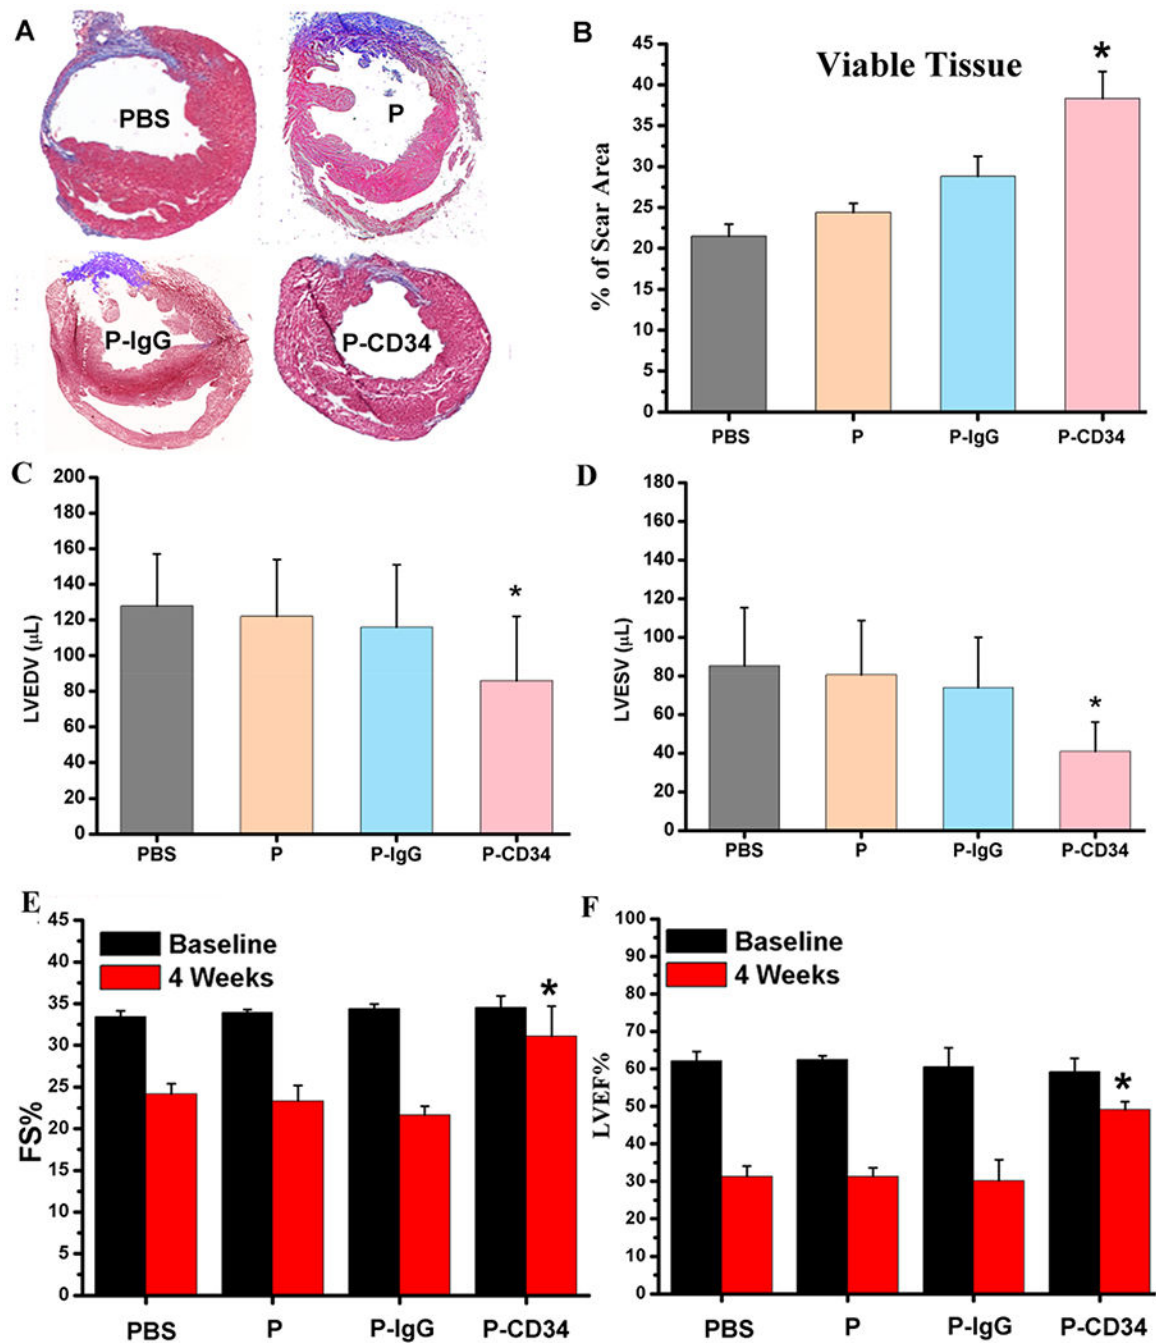 A
PBS
P
P-IgG
P-CD34
B
Viable Tissue
*
% of Scar Area
45
40
35
30
25
20
15
10
5
0
PBS P P-IgG P-CD34
C
LVEDV (µL)
200
180
160
140
120
100
80
60
40
20
0
*
PBS P P-IgG P-CD34
D
LVESV (µL)
180
160
140
120
100
80
60
40
20
0
*
PBS P P-IgG P-CD34
E
FS%
45
40
35
30
25
20
15
10
5
0
Baseline
4 Weeks
*
PBS P P-IgG P-CD34
F
LVEF%
100
90
80
70
60
50
40
30
20
10
0
Baseline
4 Weeks
*
PBS P P-IgG P-CD34